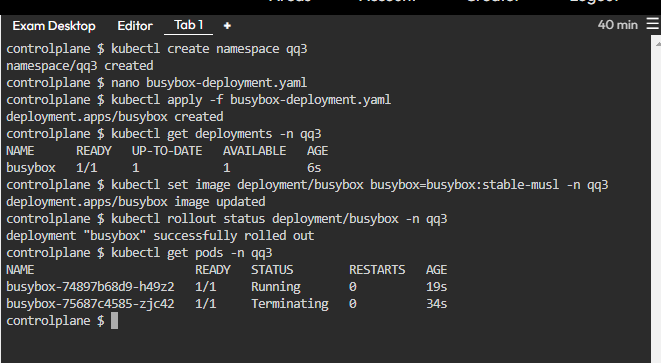 Exam Desktop Editor Tab 1 + 40 min
controlplane $ kubectl create namespace qq3
namespace/qq3 created
controlplane $ nano busybox-deployment.yaml
controlplane $ kubectl apply -f busybox-deployment.yaml
deployment.apps/busybox created
controlplane $ kubectl get deployments -n qq3
NAME READY UP-TO-DATE AVAILABLE AGE
busybox 1/1 1 1 6s
controlplane $ kubectl set image deployment/busybox busybox=busybox:stable-musl -n qq3
deployment.apps/busybox image updated
controlplane $ kubectl rollout status deployment/busybox -n qq3
deployment "busybox" successfully rolled out
controlplane $ kubectl get pods -n qq3
NAME READY STATUS RESTARTS AGE
busybox-74897b68d9-h49z2 1/1 Running 0 19s
busybox-75687c4585-zjc42 1/1 Terminating 0 34s
controlplane $